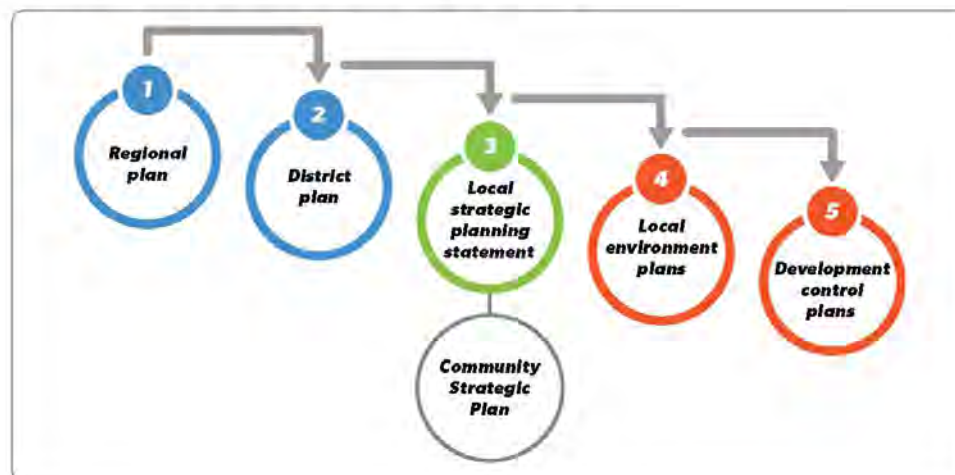 1
Regional
plan
2
District
plan
3
Local
strategic
planning
statement
4
Local
environment
plans
5
Development
control
plans
Community
Strategic
Plan